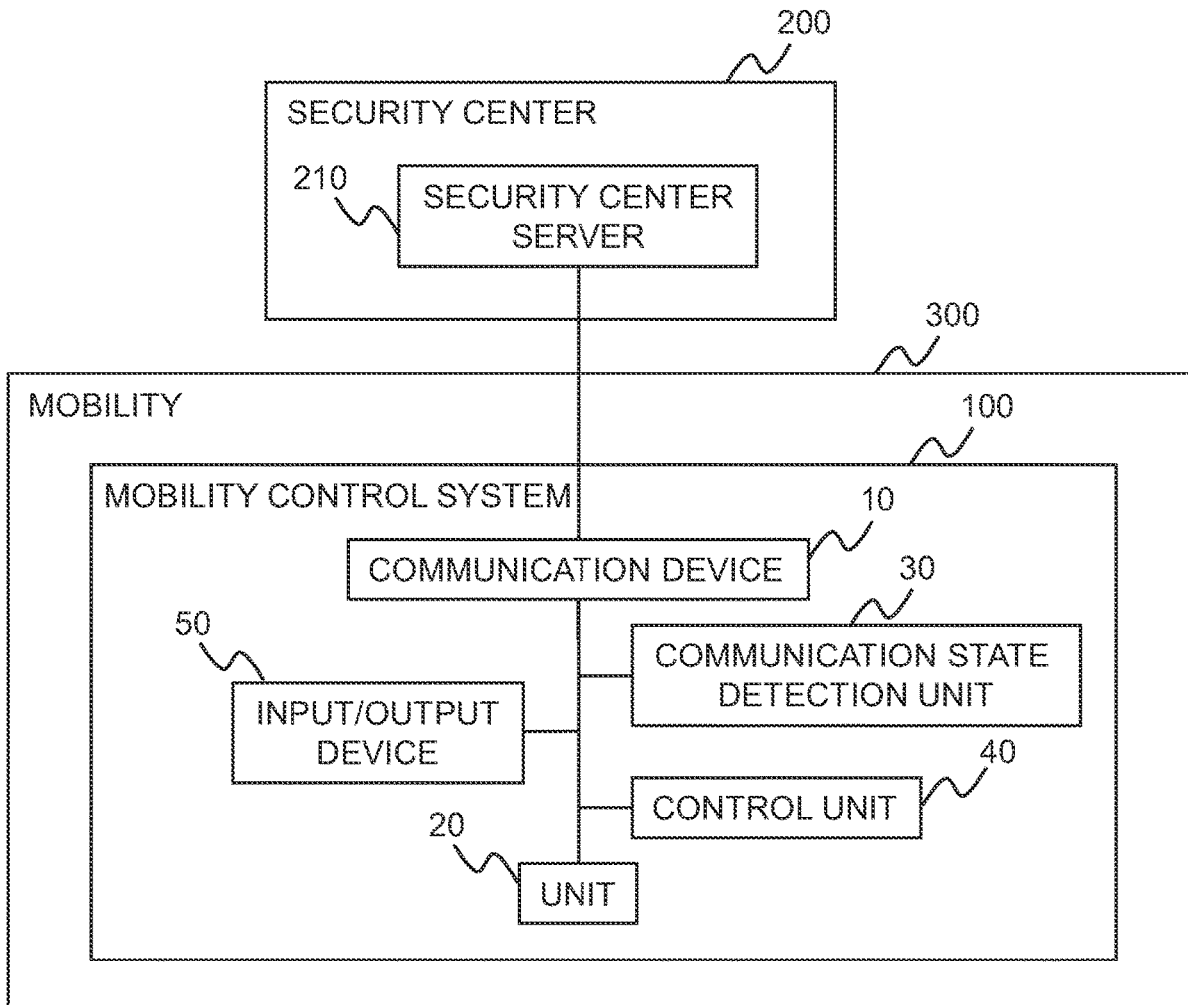 200
SECURITY CENTER
210
SECURITY CENTER
SERVER
300
MOBILITY
100
MOBILITY CONTROL SYSTEM
10
COMMUNICATION DEVICE
30
50
COMMUNICATION STATE
DETECTION UNIT
INPUT/OUTPUT
DEVICE
40
CONTROL UNIT
20
UNIT